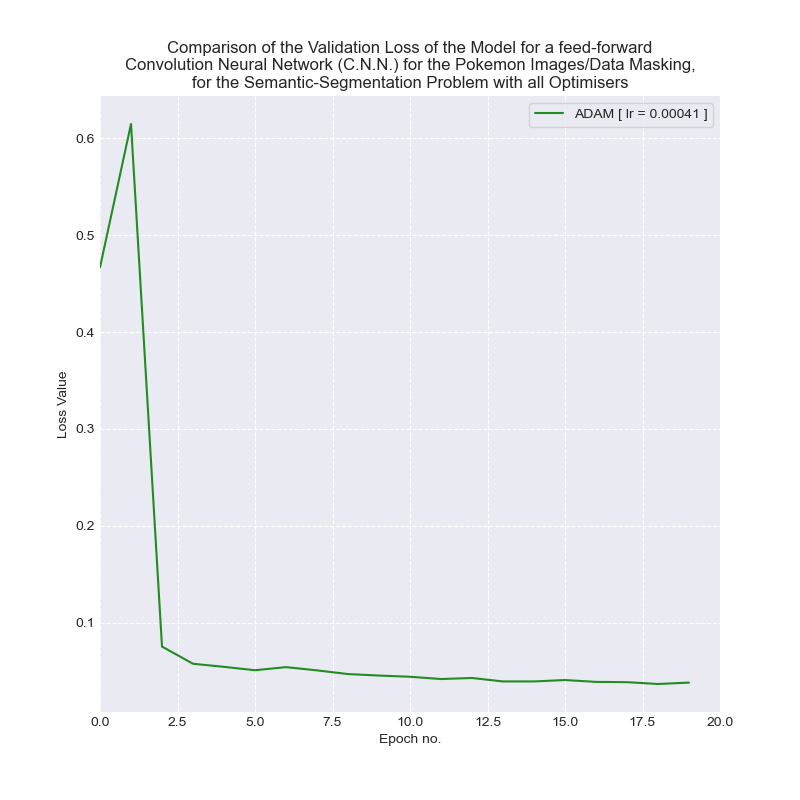 Comparison of the Validation Loss of the Model for a feed-forward
Convolution Neural Network (C.N.N.) for the Pokemon Images/Data Masking,
for the Semantic-Segmentation Problem with all Optimisers
ADAM [ lr = 0.00041 ]
0.6
0.5
0.4
0.3
0.2
0.1
Loss Value
0.0 2.5 5.0 7.5 10.0 12.5 15.0 17.5 20.0
Epoch no.